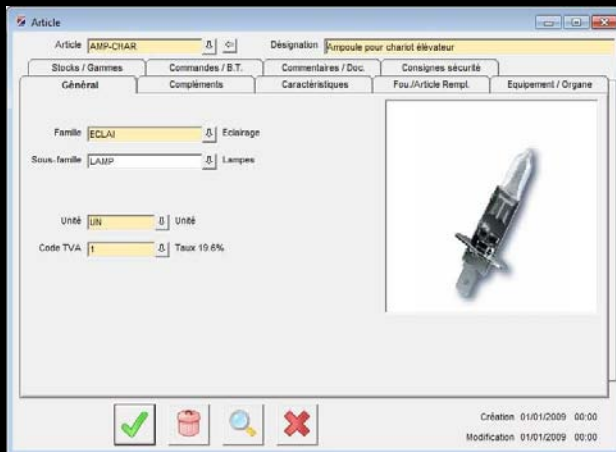 Article
Article AMP-CHAR Désignation Ampoule pour chariot élévateur
Stocks / Gammes Commandes / B.T. Commentaires / Doc. Consignes sécurité
Général Compléments Caractéristiques Fou./Article Rempl. Equipement / Organe
Famille ECLAI Eclairage
Sous-famille LAMP Lampes
Unité UN Unité
Code TVA 1 Taux 19.6%
Création 01/01/2009 00:00
Modification 01/01/2009 00:00